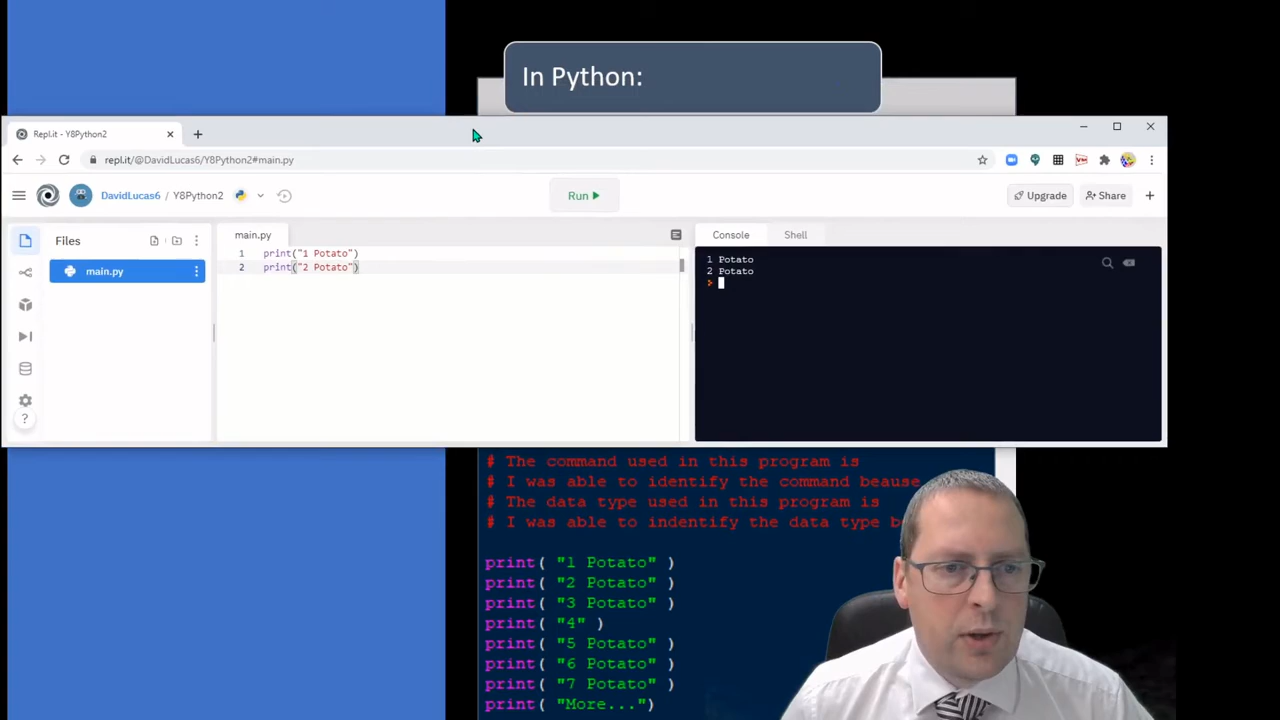 In Python:
Repl.it - Y8Python2
repl.it/@DavidLucas6/Y8Python2#main.py
DavidLucas6 / Y8Python2
Run
Upgrade
Share
Files
main.py
Console
Shell
main.py
1 print("1 Potato")
2 print("2 Potato")
1 Potato
2 Potato
>
?
# The command used in this program is
# I was able to identify the command beause
# The data type used in this program is
# I was able to indentify the data type
print( "1 Potato" )
print( "2 Potato" )
print( "3 Potato" )
print( "4" )
print( "5 Potato" )
print( "6 Potato" )
print( "7 Potato" )
print( "More...")